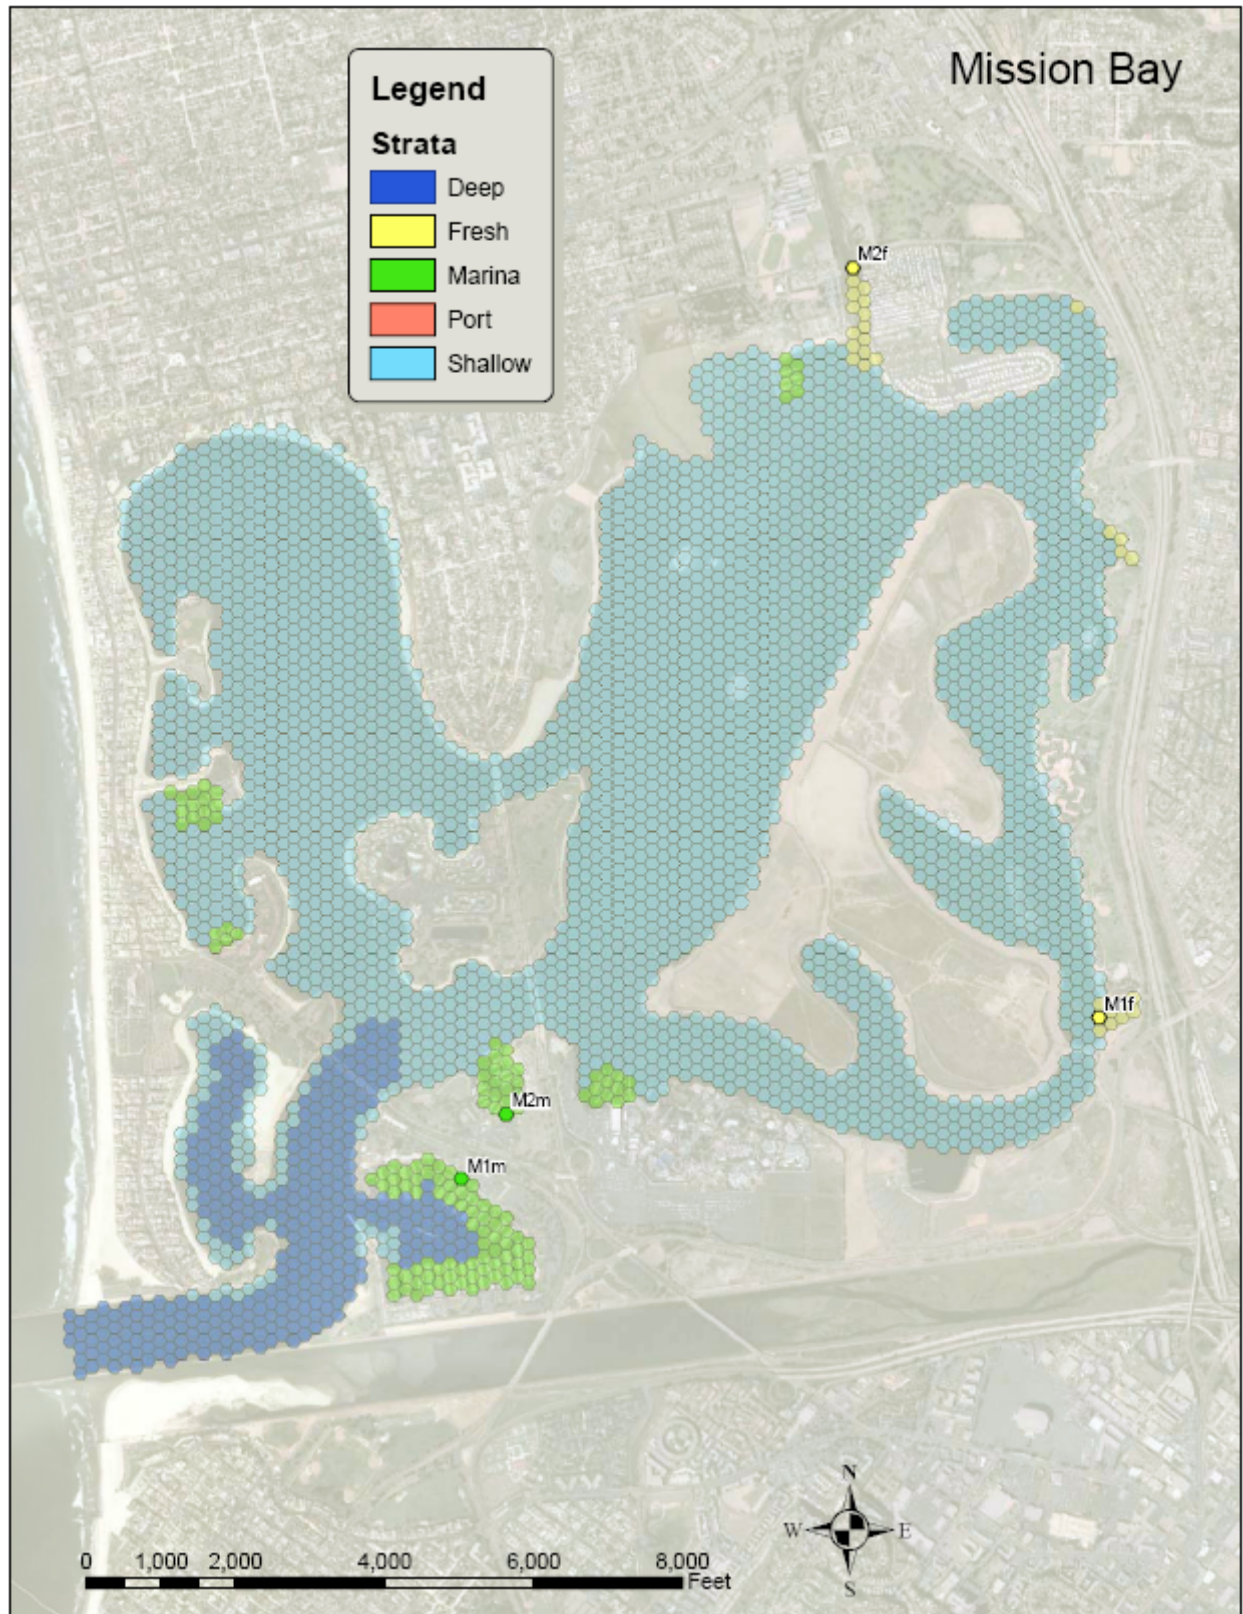 Mission Bay
Legend
Strata
Deep
Fresh
Marina
Port
Shallow
M2f
M1f
M2m
M1m
N
W E
S
0 1,000 2,000 4,000 6,000 8,000
Feet